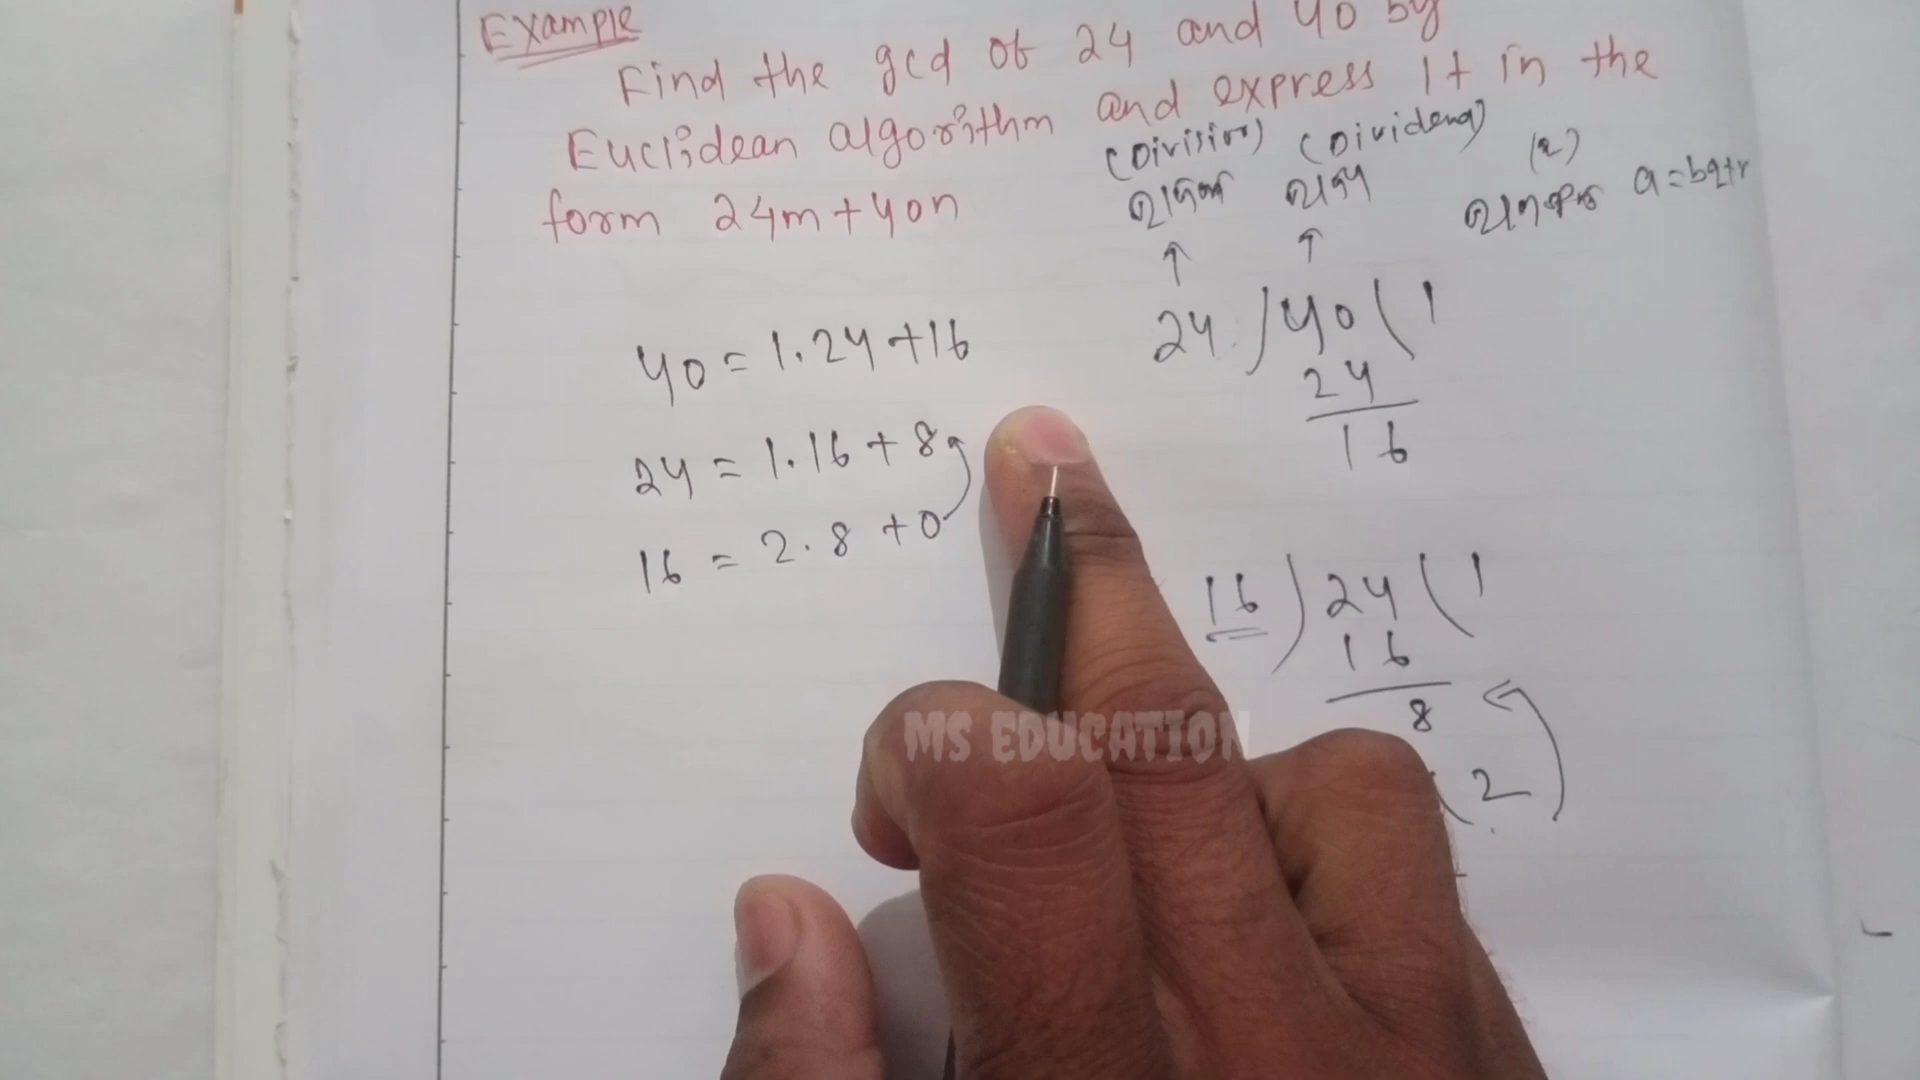 Example
Find the gcd of 24 and 40 by
Euclidean algorithm and express it in the
form 24m+40n
(Division) (Dividend)
(r)
a=bq+r
40 = 1.24+16
24 = 1.16 + 8
16 = 2.8 + 0
24 ) 40 ( 1
24
16
16 ) 24 ( 1
16
8
( 2
MS EDUCATION